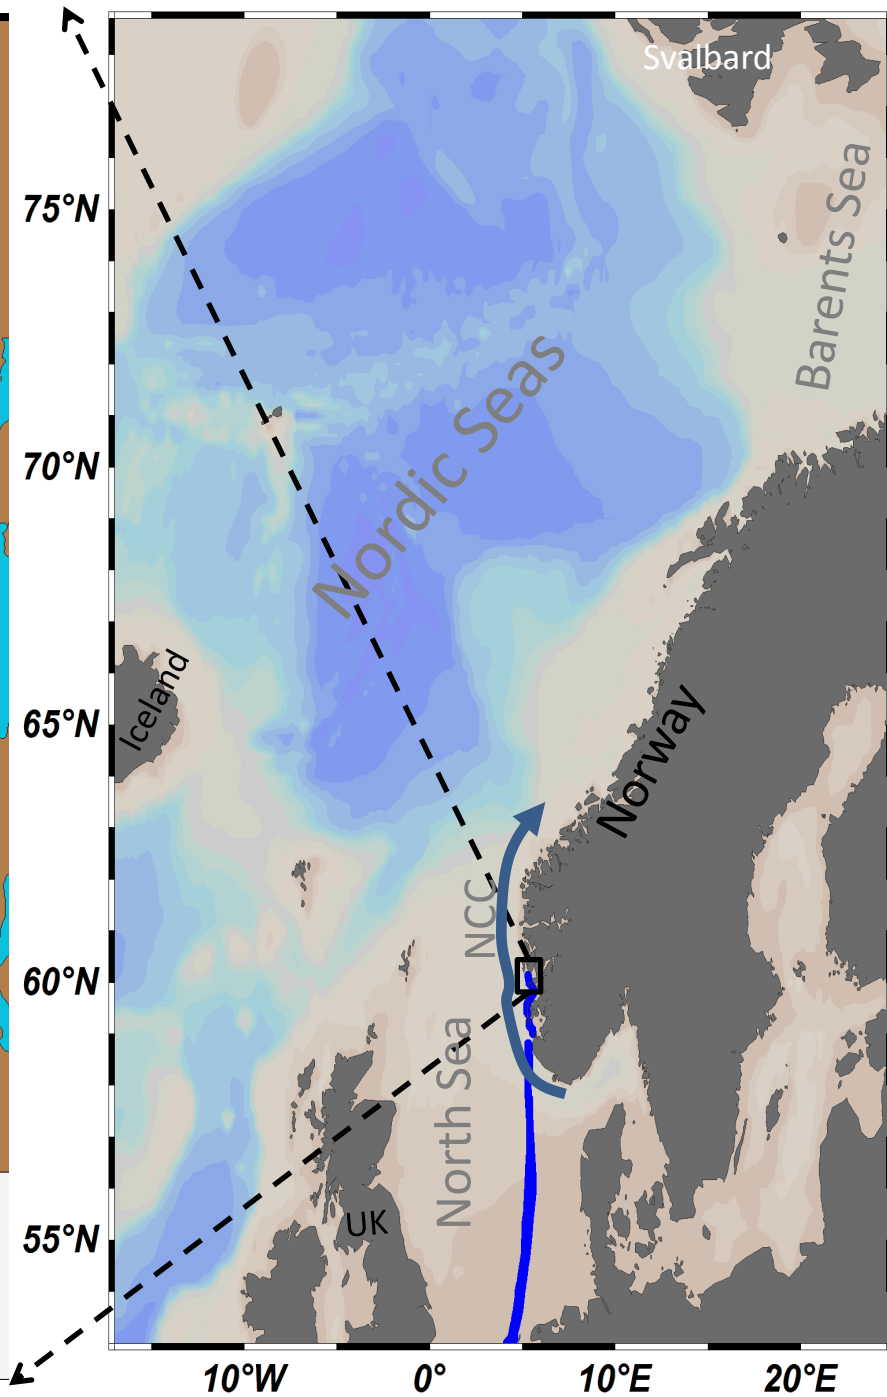 Svalbard
75°N
Barents Sea
Nordic Seas
70°N
Iceland
65°N
Norway
NCC
60°N
North Sea
UK
55°N
10°W
0°
10°E
20°E